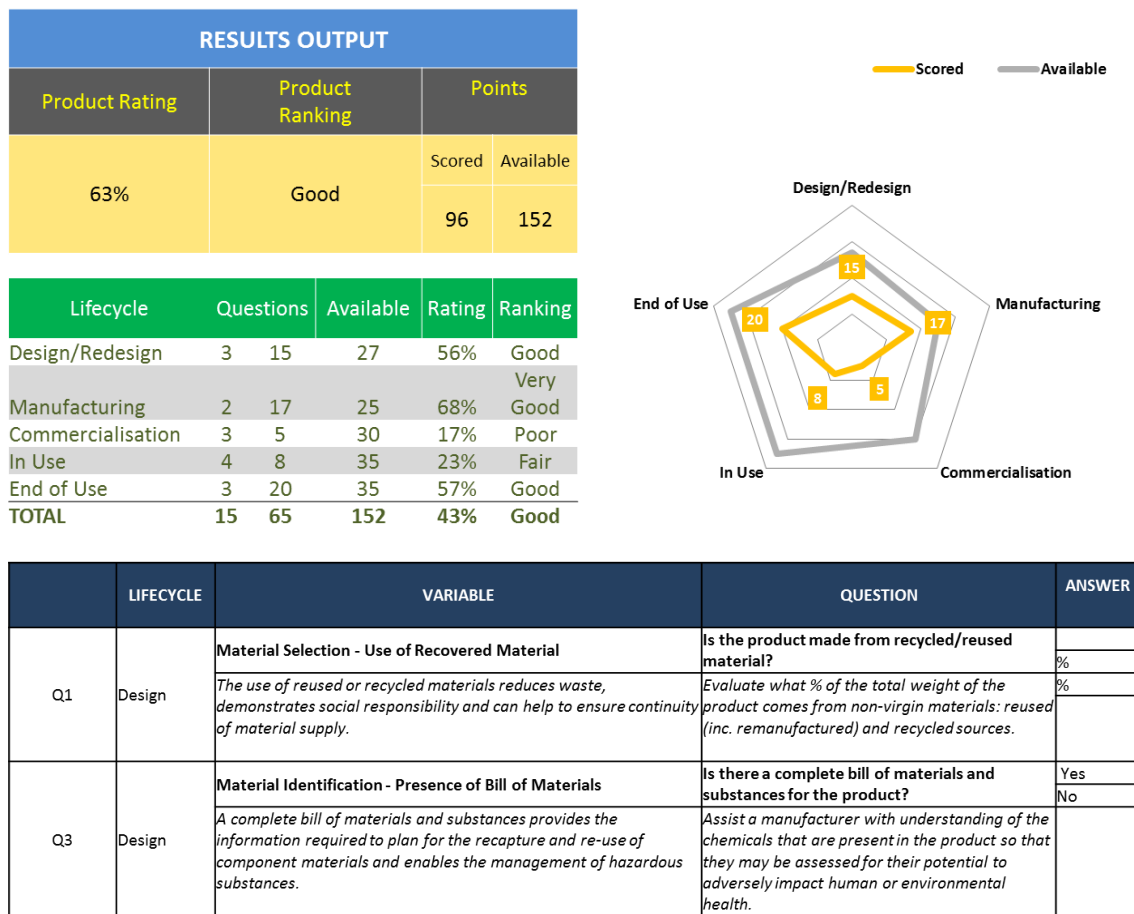 RESULTS OUTPUT
Product Rating
Product
Ranking
Points
63%
Good
Scored Available
96 152
Lifecycle Questions Available Rating Ranking
Design/Redesign 3 15 27 56% Good
Manufacturing 2 17 25 68% Very
Good
Commercialisation 3 5 30 17% Poor
In Use 4 8 35 23% Fair
End of Use 3 20 35 57% Good
TOTAL 15 65 152 43% Good
Scored Available
Design/Redesign
15
End of Use
20
Manufacturing
17
8
5
In Use
Commercialisation
LIFECYCLE VARIABLE QUESTION ANSWER
Q1
Design
Material Selection - Use of Recovered Material
The use of reused or recycled materials reduces waste,
demonstrates social responsibility and can help to ensure continuity
of material supply.
Is the product made from recycled/reused
material?
Evaluate what % of the total weight of the
product comes from non-virgin materials: reused
(inc. remanufactured) and recycled sources.
%
%
Q3
Design
Material Identification - Presence of Bill of Materials
A complete bill of materials and substances provides the
information required to plan for the recapture and re-use of
component materials and enables the management of hazardous
substances.
Is there a complete bill of materials and
substances for the product?
Assist a manufacturer with understanding of the
chemicals that are present in the product so that
they may be assessed for their potential to
adversely impact human or environmental
health.
Yes
No